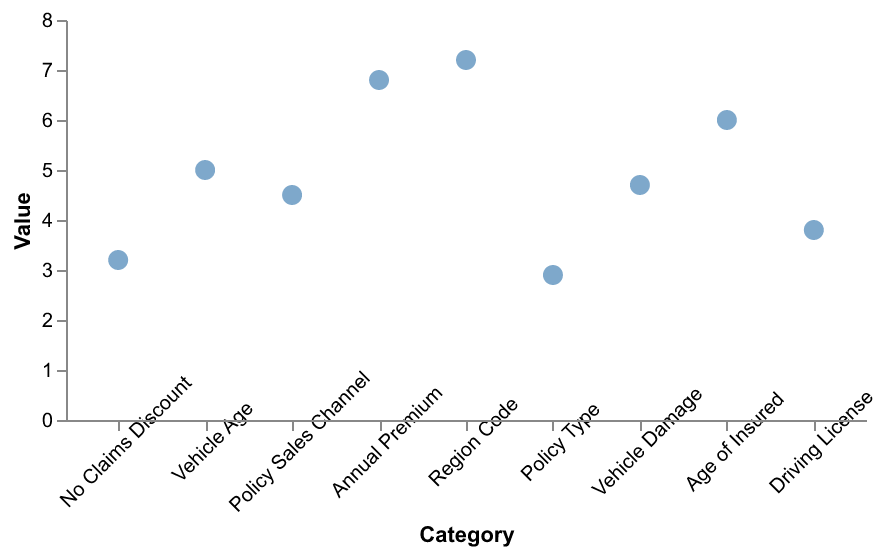 8
7
6
5
4
3
2
1
0
Value
No Claims Discount
Vehicle Age
Policy Sales Channel
Annual Premium
Region Code
Policy Type
Vehicle Damage
Age of Insured
Driving License
Category